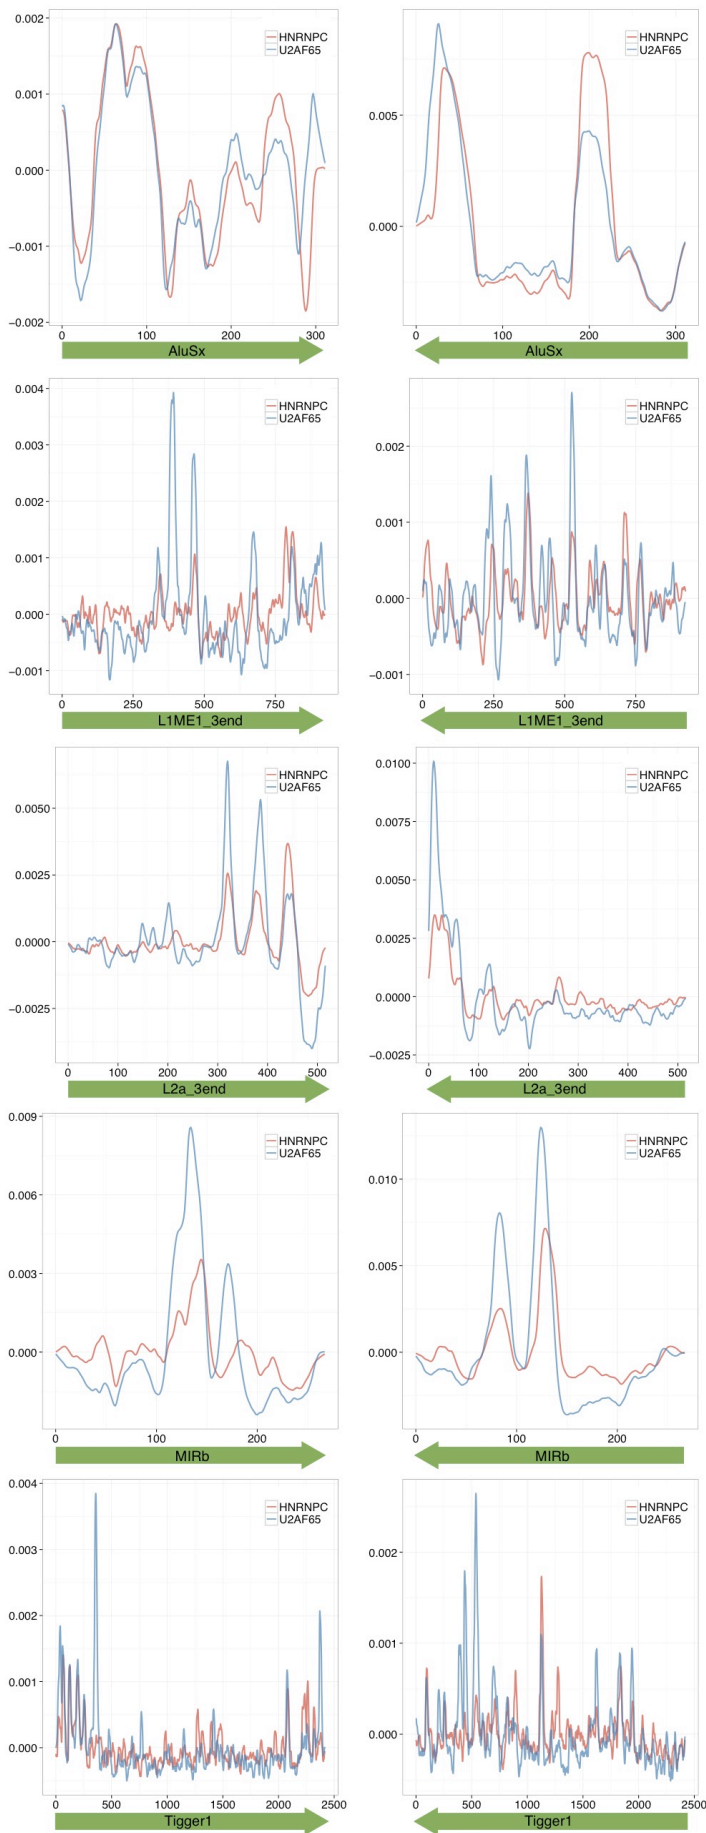 0.002
0.001
0.000
−0.001
−0.002
HNRNPC
U2AF65
0 100 200 300
AluSx
0.005
0.000
HNRNPC
U2AF65
0 100 200 300
AluSx
0.004
0.003
0.002
0.001
0.000
−0.001
HNRNPC
U2AF65
0 250 500 750
L1ME1_3end
0.002
0.001
0.000
−0.001
HNRNPC
U2AF65
0 250 500 750
L1ME1_3end
0.0050
0.0025
0.0000
−0.0025
HNRNPC
U2AF65
0 100 200 300 400 500
L2a_3end
0.0100
0.0075
0.0050
0.0025
0.0000
−0.0025
HNRNPC
U2AF65
0 100 200 300 400 500
L2a_3end
0.009
0.006
0.003
0.000
HNRNPC
U2AF65
0 100 200
MIRb
0.010
0.005
0.000
HNRNPC
U2AF65
0 100 200
MIRb
0.004
0.003
0.002
0.001
0.000
HNRNPC
U2AF65
0 500 1000 1500 2000 2500
Tigger1
0.002
0.001
0.000
HNRNPC
U2AF65
0 500 1000 1500 2000 2500
Tigger1